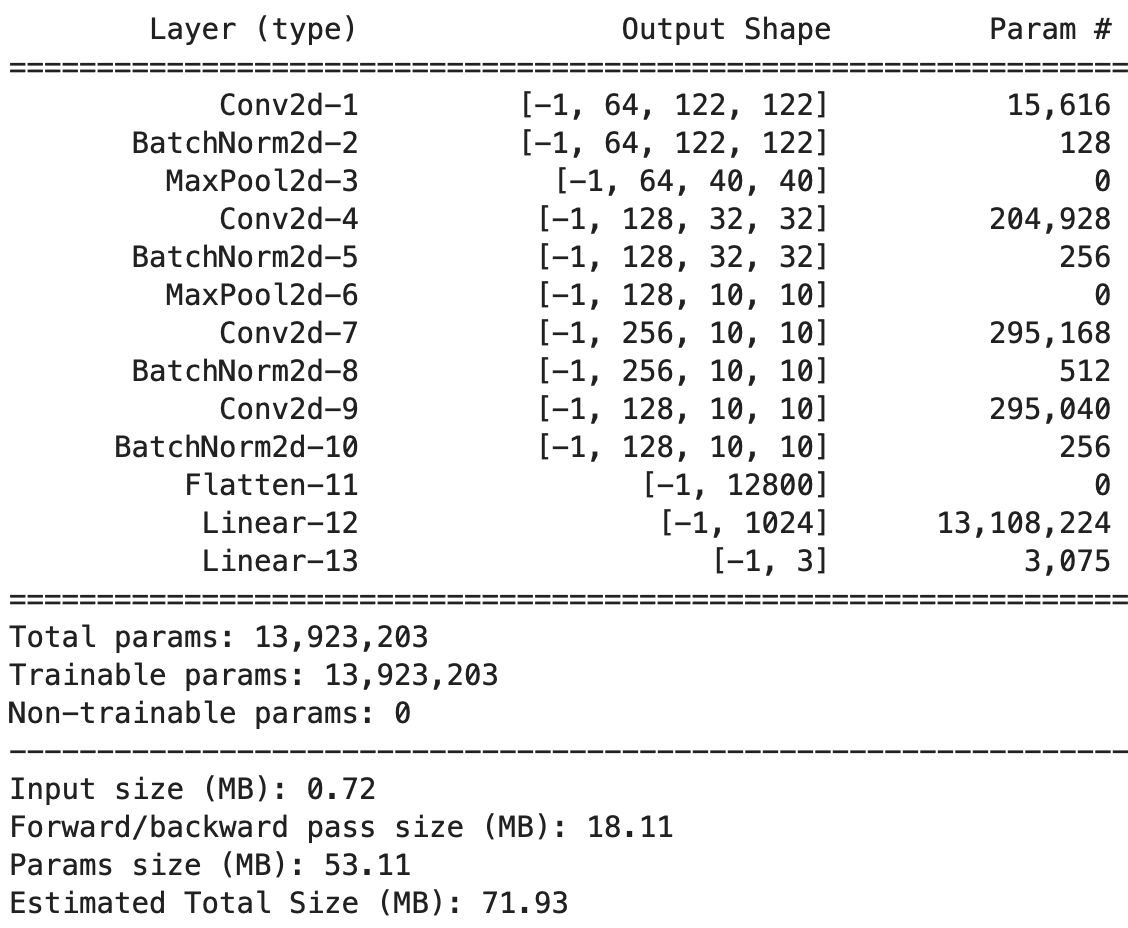 Layer (type) Output Shape Param #
================================================================
Conv2d-1 [-1, 64, 122, 122] 15,616
BatchNorm2d-2 [-1, 64, 122, 122] 128
MaxPool2d-3 [-1, 64, 40, 40] 0
Conv2d-4 [-1, 128, 32, 32] 204,928
BatchNorm2d-5 [-1, 128, 32, 32] 256
MaxPool2d-6 [-1, 128, 10, 10] 0
Conv2d-7 [-1, 256, 10, 10] 295,168
BatchNorm2d-8 [-1, 256, 10, 10] 512
Conv2d-9 [-1, 128, 10, 10] 295,040
BatchNorm2d-10 [-1, 128, 10, 10] 256
Flatten-11 [-1, 12800] 0
Linear-12 [-1, 1024] 13,108,224
Linear-13 [-1, 3] 3,075
================================================================
Total params: 13,923,203
Trainable params: 13,923,203
Non-trainable params: 0
----------------------------------------------------------------
Input size (MB): 0.72
Forward/backward pass size (MB): 18.11
Params size (MB): 53.11
Estimated Total Size (MB): 71.93